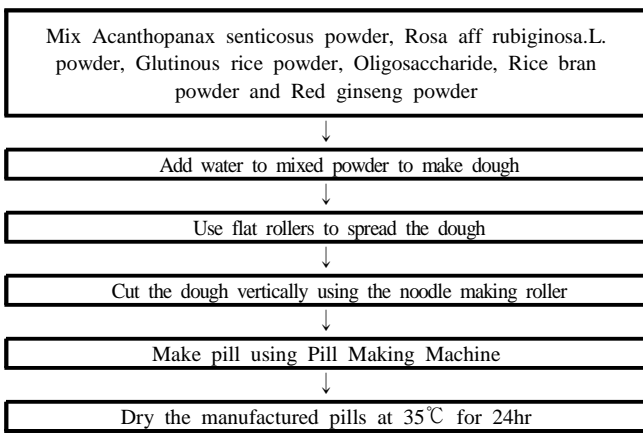 Mix Acanthopanax senticosus powder, Rosa aff rubiginosa.L.
powder, Glutinous rice powder, Oligosaccharide, Rice bran
powder and Red ginseng powder
↓
Add water to mixed powder to make dough
↓
Use flat rollers to spread the dough
↓
Cut the dough vertically using the noodle making roller
↓
Make pill using Pill Making Machine
↓
Dry the manufactured pills at 35℃ for 24hr